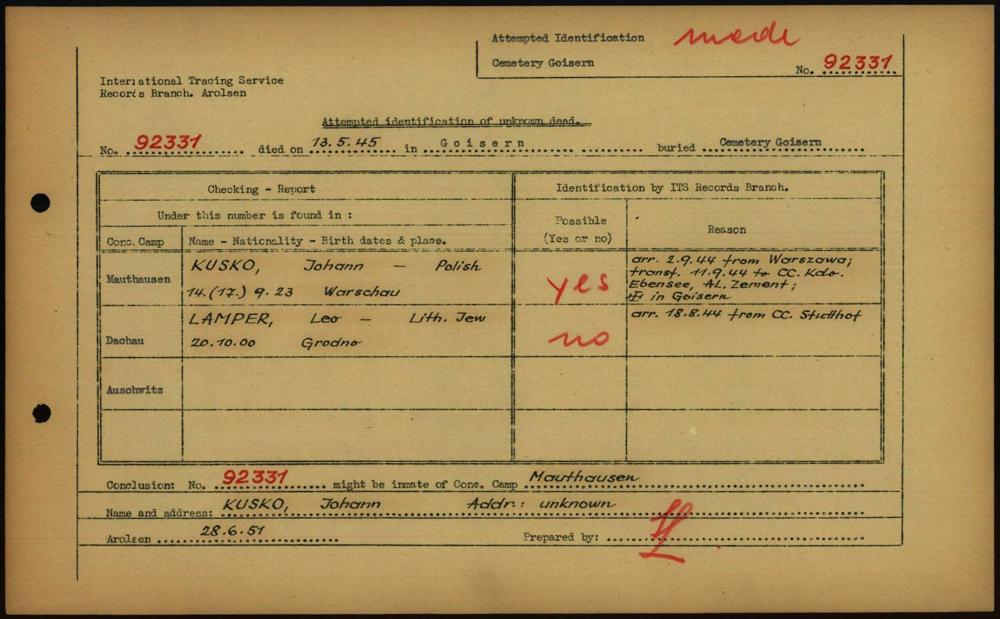 Attempted Identification made
Cemetery Goisern
No. 92331
International Tracing Service
Records Branch. Arolsen
Attempted identification of unknown dead.
No. 92331 died on 13.5.45 in Goisern buried Cemetery Goisern
Checking - Report
Identification by ITS Records Branch.
Under this number is found in :
Possible
(Yes or no)
Reason
Conc. Camp
Name - Nationality - Birth dates & place.
Mauthausen
KUSKO, Johann - Polish
14.(17.) 9.23 Warschau
yes
arr. 2.9.44 from Warszawa;
transf. 11.9.44 to CC. Kdo.
Ebensee, AL. Zement;
in Goisern
Dachau
LAMPER, Leo - Lith. Jew
20.10.00 Grodno
no
arr. 18.8.44 from CC. Stutthof
Auschwitz
Conclusion: No. 92331 might be inmate of Conc. Camp Mauthausen
Name and address: KUSKO, Johann Addr.: unknown
Arolsen 28.6.51
Prepared by: